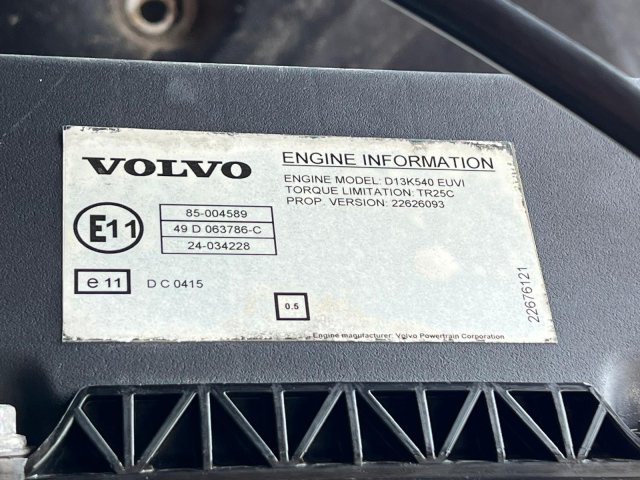 VOLVO
ENGINE INFORMATION
ENGINE MODEL: D13K540 EUVI
TORQUE LIMITATION: TR25C
PROP. VERSION: 22626093
E11
85-004589
49 D 063786-C
24-034228
e 11
D C 0415
0.5
22676121
Engine manufacturer: Volvo Powertrain Corporation